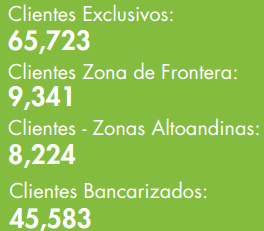 Clientes Exclusivos:
65,723
Clientes Zona de Frontera:
9,341
Clientes - Zonas Altoandinas:
8,224
Clientes Bancarizados:
45,583